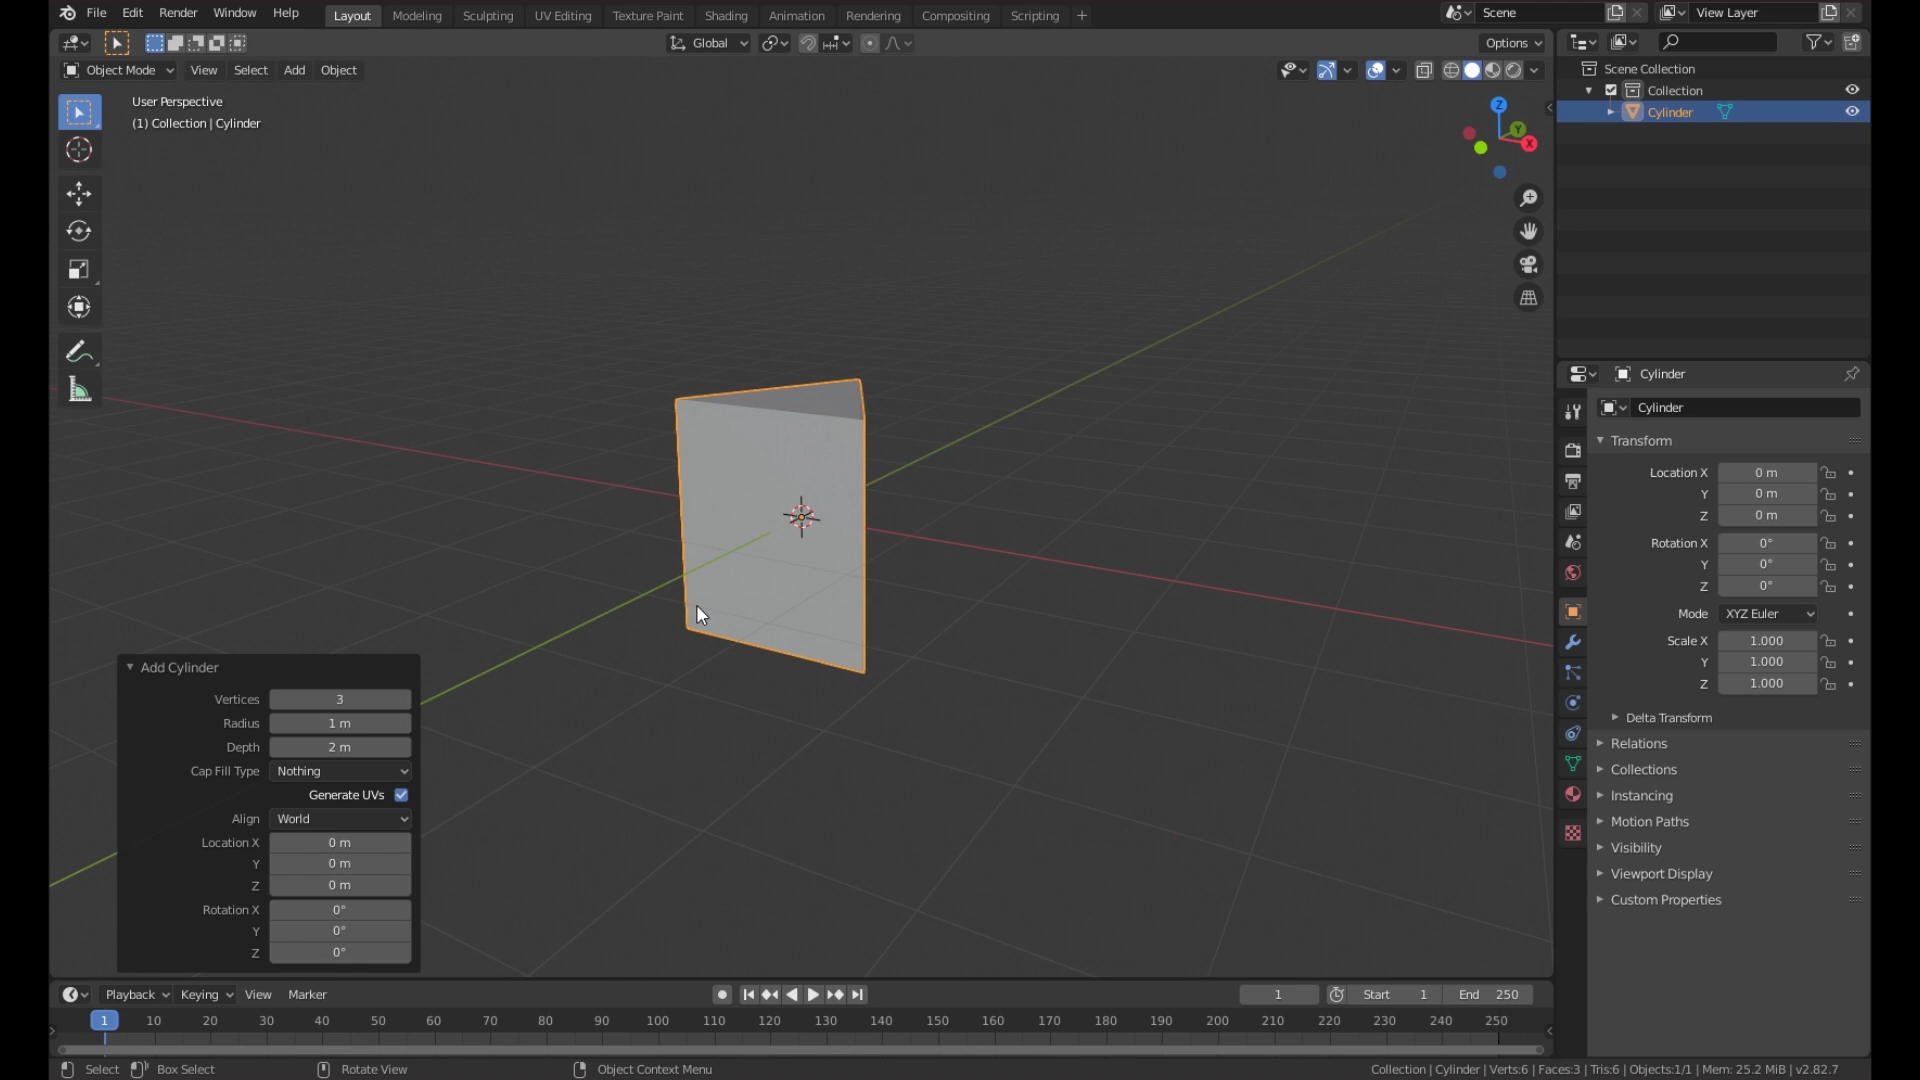 File Edit Render Window Help Layout Modeling Sculpting UV Editing Texture Paint Shading Animation Rendering Compositing Scripting + Scene View Layer
Global Options
Object Mode View Select Add Object
User Perspective
(1) Collection | Cylinder
Z
Y
X
Scene Collection
Collection
Cylinder
Cylinder
Cylinder
Transform
Location X 0 m
Y 0 m
Z 0 m
Rotation X 0°
Y 0°
Z 0°
Mode XYZ Euler
Scale X 1.000
Y 1.000
Z 1.000
Delta Transform
Relations
Collections
Instancing
Motion Paths
Visibility
Viewport Display
Custom Properties
Add Cylinder
Vertices 3
Radius 1 m
Depth 2 m
Cap Fill Type Nothing
Generate UVs
Align World
Location X 0 m
Y 0 m
Z 0 m
Rotation X 0°
Y 0°
Z 0°
Playback Keying View Marker 1 Start 1 End 250
1 10 20 30 40 50 60 70 80 90 100 110 120 130 140 150 160 170 180 190 200 210 220 230 240 250
Select Box Select Rotate View Object Context Menu Collection | Cylinder | Verts:6 | Faces:3 | Tris:6 | Objects:1/1 | Mem: 25.2 MiB | v2.82.7